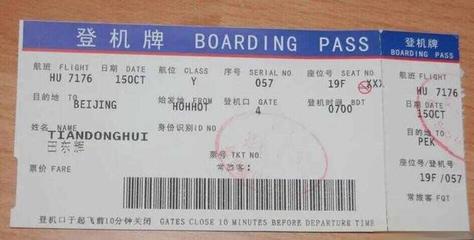 登机牌 BOARDING PASS
登机牌
BOARDING PASS
航班 FLIGHT 日期 DATE 航位 CLASS 序号 SERIAL NO 座位号 SEAT NO
HU 7176 15OCT Y 057 19F XXX
目的地 TO 始发地 FROM 登机口 GATE 登机时间 BDT
BEIJING HOHHOT 4 0700
姓名 身份识别ID NO
TIANDONGHUI
票号 TKT NO.
票价 FARE 常旅客:
登机口于起飞前10分钟关闭 GATES CLOSE 10 MINUTES BEFORE DEPARTURE TIME
航班 FLIGHT
HU 7176
日期 DATE
15OCT
目的地 TO
PEK
座位号/登机号
19F /057
常旅客 FQT